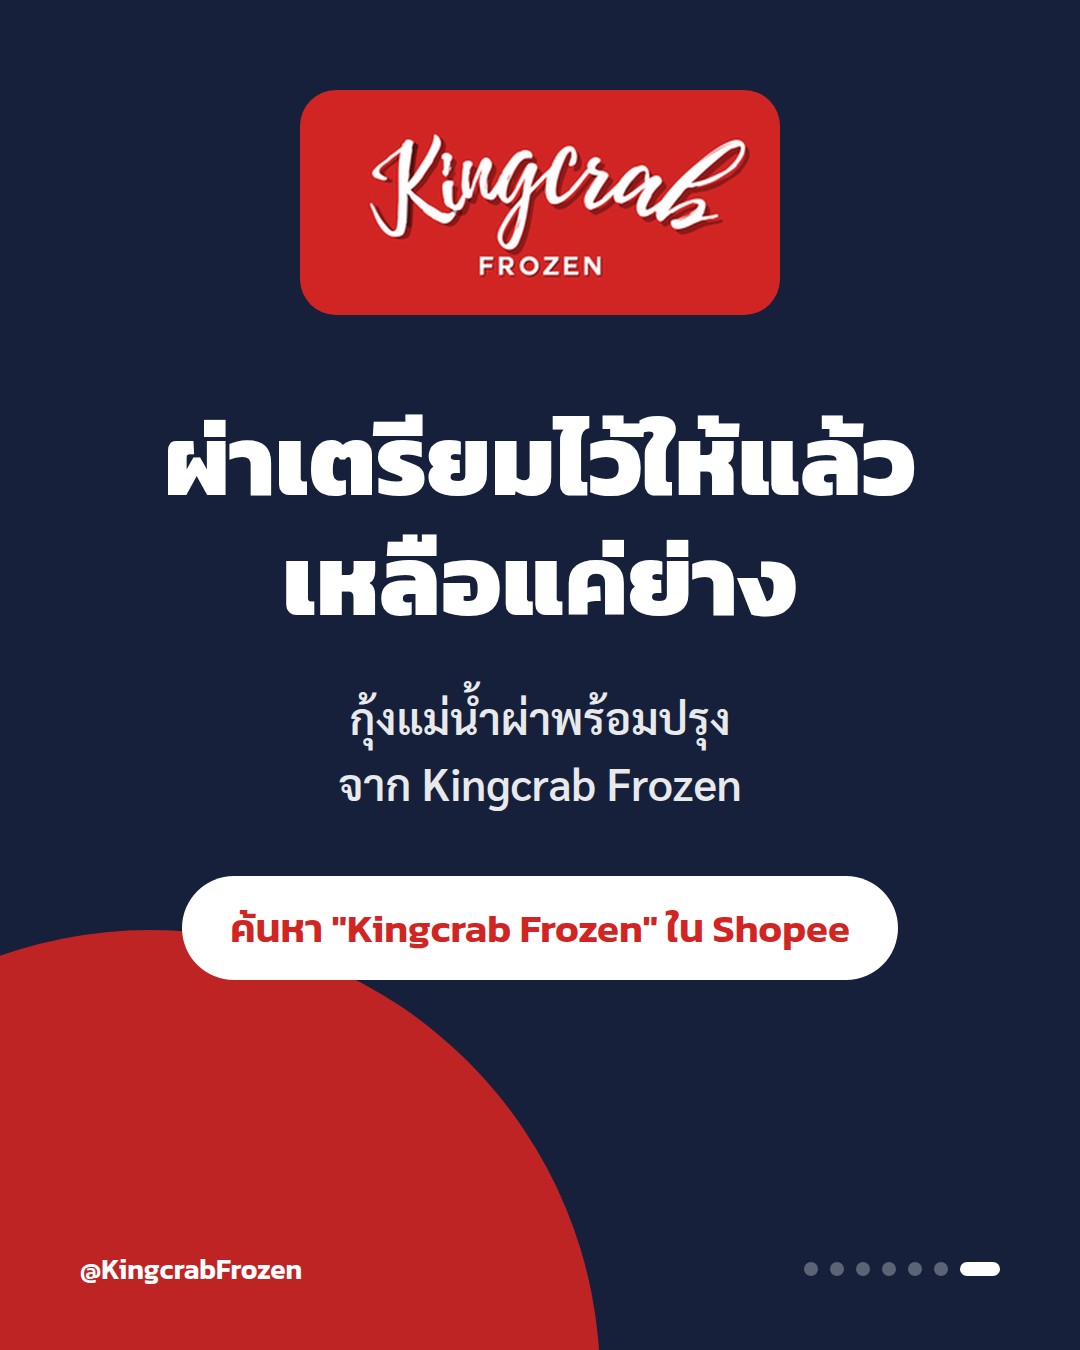 Kingcrab
FROZEN
ผ่าเตรียมไว้ให้แล้ว
เหลือแค่ย่าง
กุ้งแม่น้ำผ่าพร้อมปรุง
จาก Kingcrab Frozen
ค้นหา "Kingcrab Frozen" ใน Shopee
@KingcrabFrozen